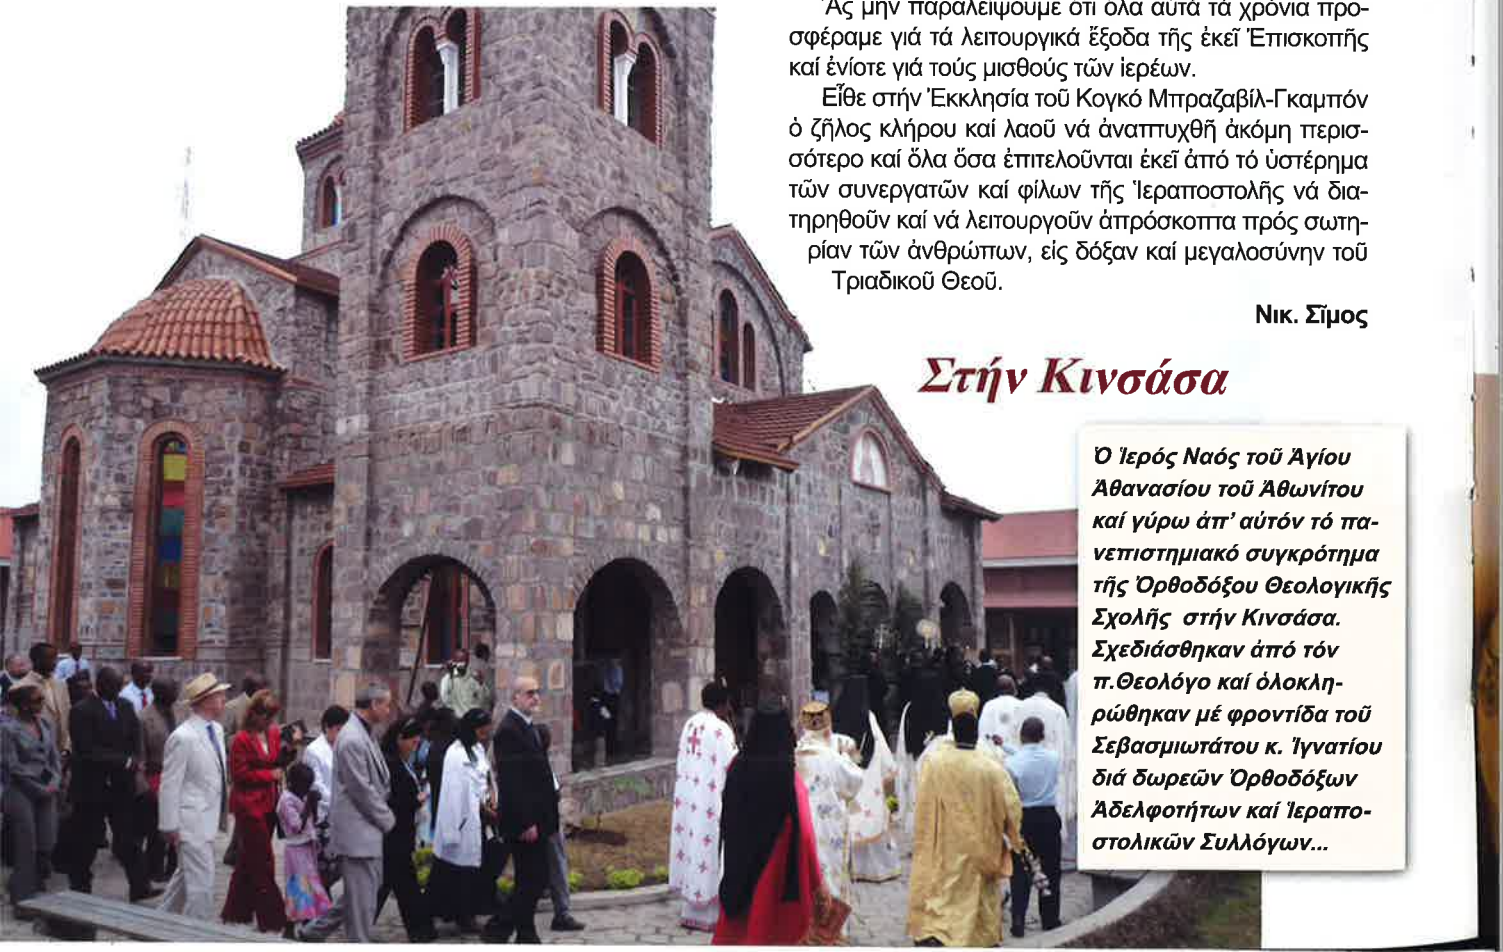 Ἄς μήν παραλείψουμε ὅτι ὅλα αὐτά τά χρόνια προ-
σφέραμε γιά τά λειτουργικά ἔξοδα τῆς ἐκεῖ Ἐπισκοπῆς
καί ἐνίοτε γιά τούς μισθούς τῶν ἱερέων.
Εἴθε στήν Ἐκκλησία τοῦ Κογκό Μπραζαβίλ-Γκαμπόν
ὁ ζῆλος κλήρου καί λαοῦ νά ἀναπτυχθῆ ἀκόμη περισ-
σότερο καί ὅλα ὅσα ἐπιτελοῦνται ἐκεῖ ἀπό τό ὑστέρημα
τῶν συνεργατῶν καί φίλων τῆς Ἱεραποστολῆς νά δια-
τηρηθοῦν καί νά λειτουργοῦν ἀπρόσκοπτα πρός σωτη-
ρίαν τῶν ἀνθρώπων, εἰς δόξαν καί μεγαλοσύνην τοῦ
Τριαδικοῦ Θεοῦ.
Νικ. Σῖμος
Στήν Κινσάσα
Ὁ Ἱερός Ναός τοῦ Ἁγίου
Ἀθανασίου τοῦ Ἀθωνίτου
καί γύρω ἀπ' αὐτόν τό πα-
νεπιστημιακό συγκρότημα
τῆς Ὀρθοδόξου Θεολογικῆς
Σχολῆς στήν Κινσάσα.
Σχεδιάσθηκαν ἀπό τόν
π.Θεολόγο καί ὁλοκλη-
ρώθηκαν μέ φροντίδα τοῦ
Σεβασμιωτάτου κ. Ἰγνατίου
διά δωρεῶν Ὀρθοδόξων
Ἀδελφοτήτων καί Ἱεραπο-
στολικῶν Συλλόγων...